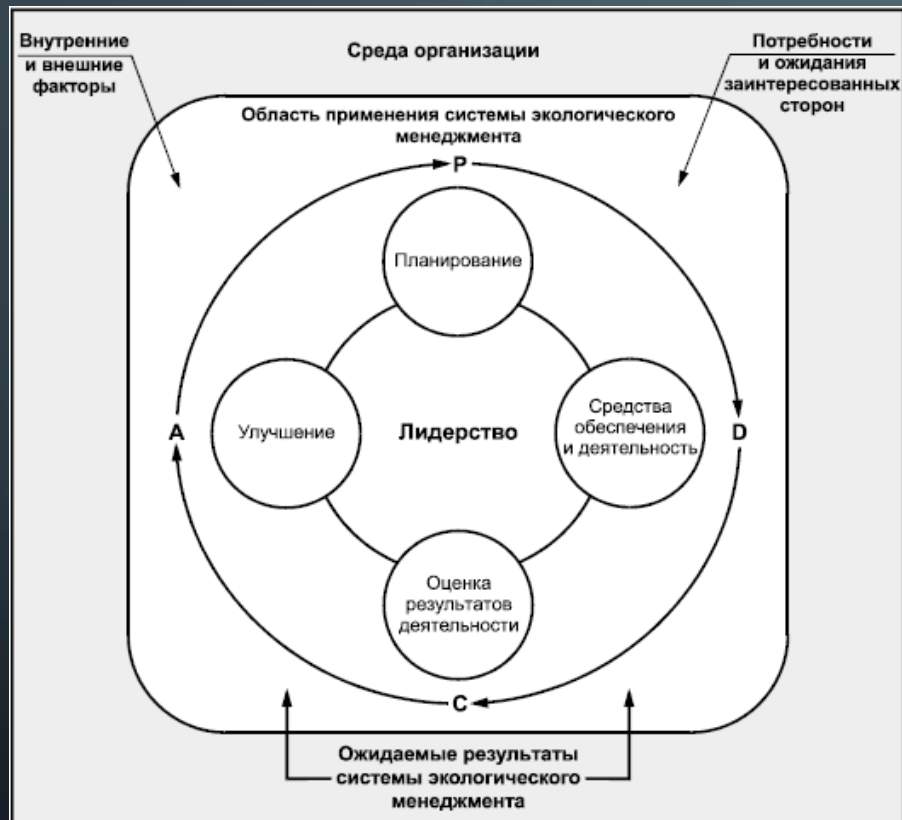 Внутренние
и внешние
факторы
Среда организации
Потребности
и ожидания
заинтересованных
сторон
Область применения системы экологического
менеджмента
P
Планирование
A
Улучшение
Лидерство
Средства
обеспечения
и деятельность
D
Оценка
результатов
деятельности
C
Ожидаемые результаты
системы экологического
менеджмента